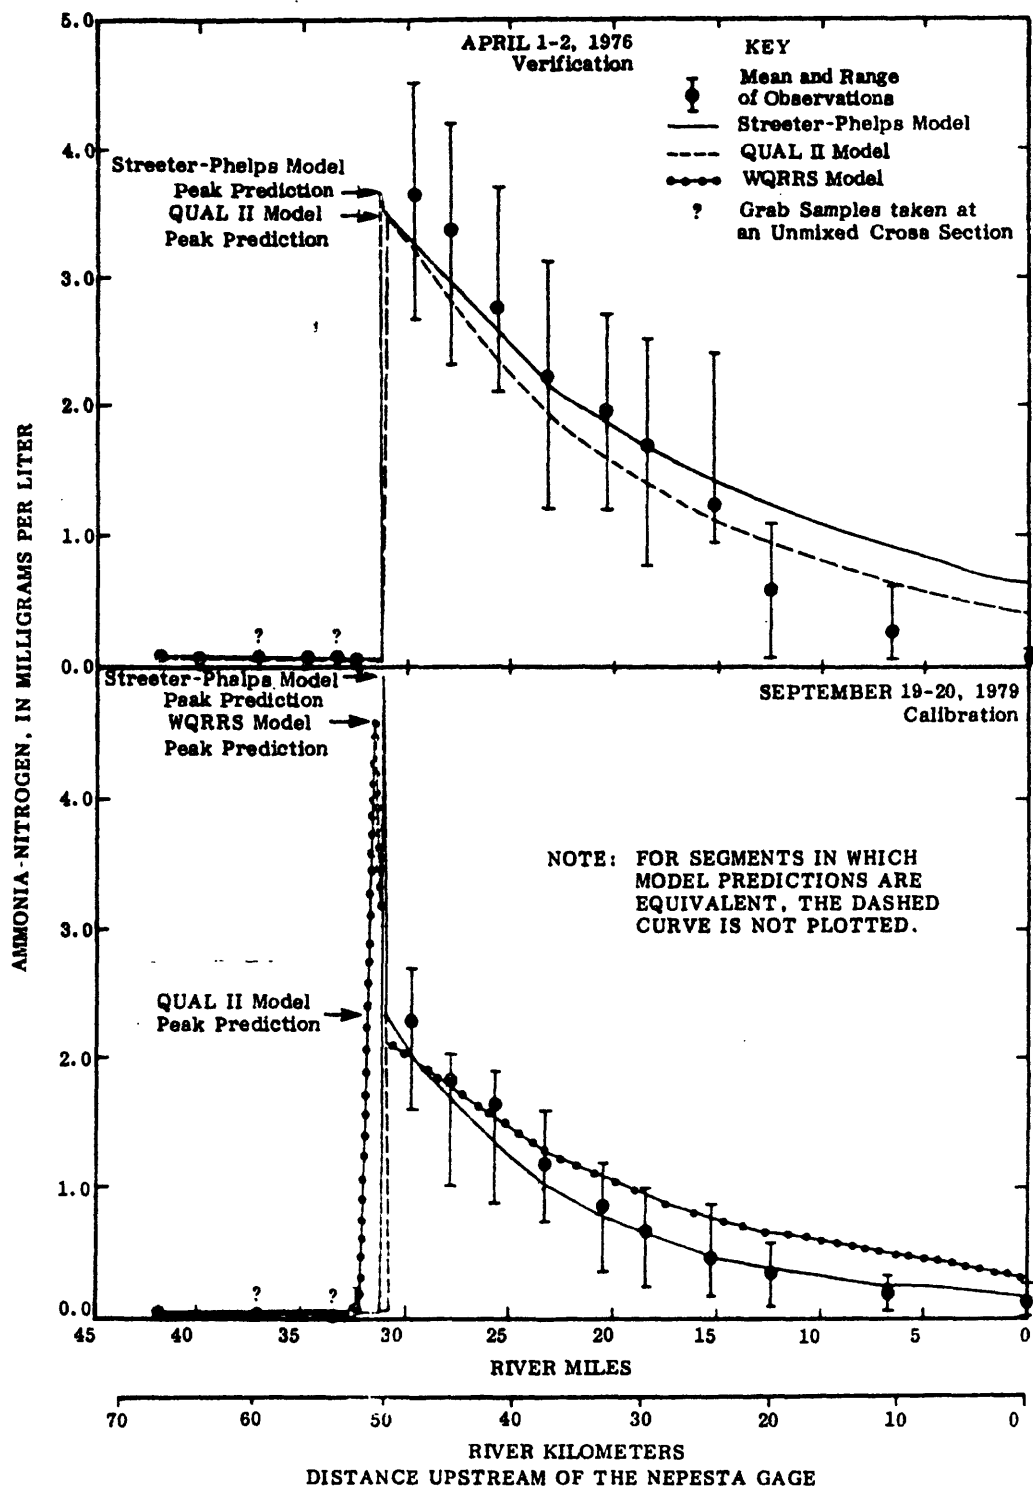 5.0
APRIL 1-2, 1976
Verification
KEY
Mean and Range
of Observations
Streeter-Phelps Model
QUAL II Model
WQRRS Model
? Grab Samples taken at
an Unmixed Cross Section
4.0
Streeter-Phelps Model
Peak Prediction
QUAL II Model
Peak Prediction
3.0
2.0
1.0
? ?
0.0
AMMONIA-NITROGEN, IN MILLIGRAMS PER LITER
Streeter-Phelps Model
Peak Prediction
WQRRS Model
Peak Prediction
SEPTEMBER 19-20, 1979
Calibration
4.0
NOTE: FOR SEGMENTS IN WHICH
MODEL PREDICTIONS ARE
EQUIVALENT, THE DASHED
CURVE IS NOT PLOTTED.
3.0
QUAL II Model
Peak Prediction
2.0
1.0
? ?
0.0
45 40 35 30 25 20 15 10 5 0
RIVER MILES
70 60 50 40 30 20 10 0
RIVER KILOMETERS
DISTANCE UPSTREAM OF THE NEPESTA GAGE